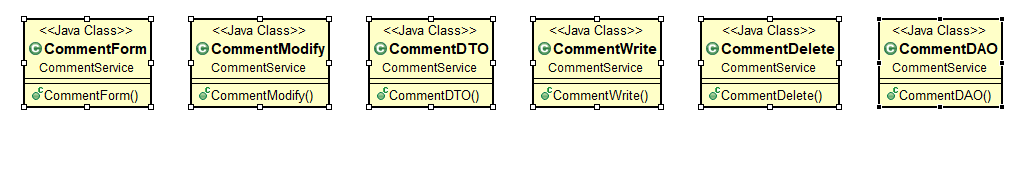 <<Java Class>>
CommentForm
CommentService
CommentForm()
<<Java Class>>
CommentModify
CommentService
CommentModify()
<<Java Class>>
CommentDTO
CommentService
CommentDTO()
<<Java Class>>
CommentWrite
CommentService
CommentWrite()
<<Java Class>>
CommentDelete
CommentService
CommentDelete()
<<Java Class>>
CommentDAO
CommentService
CommentDAO()